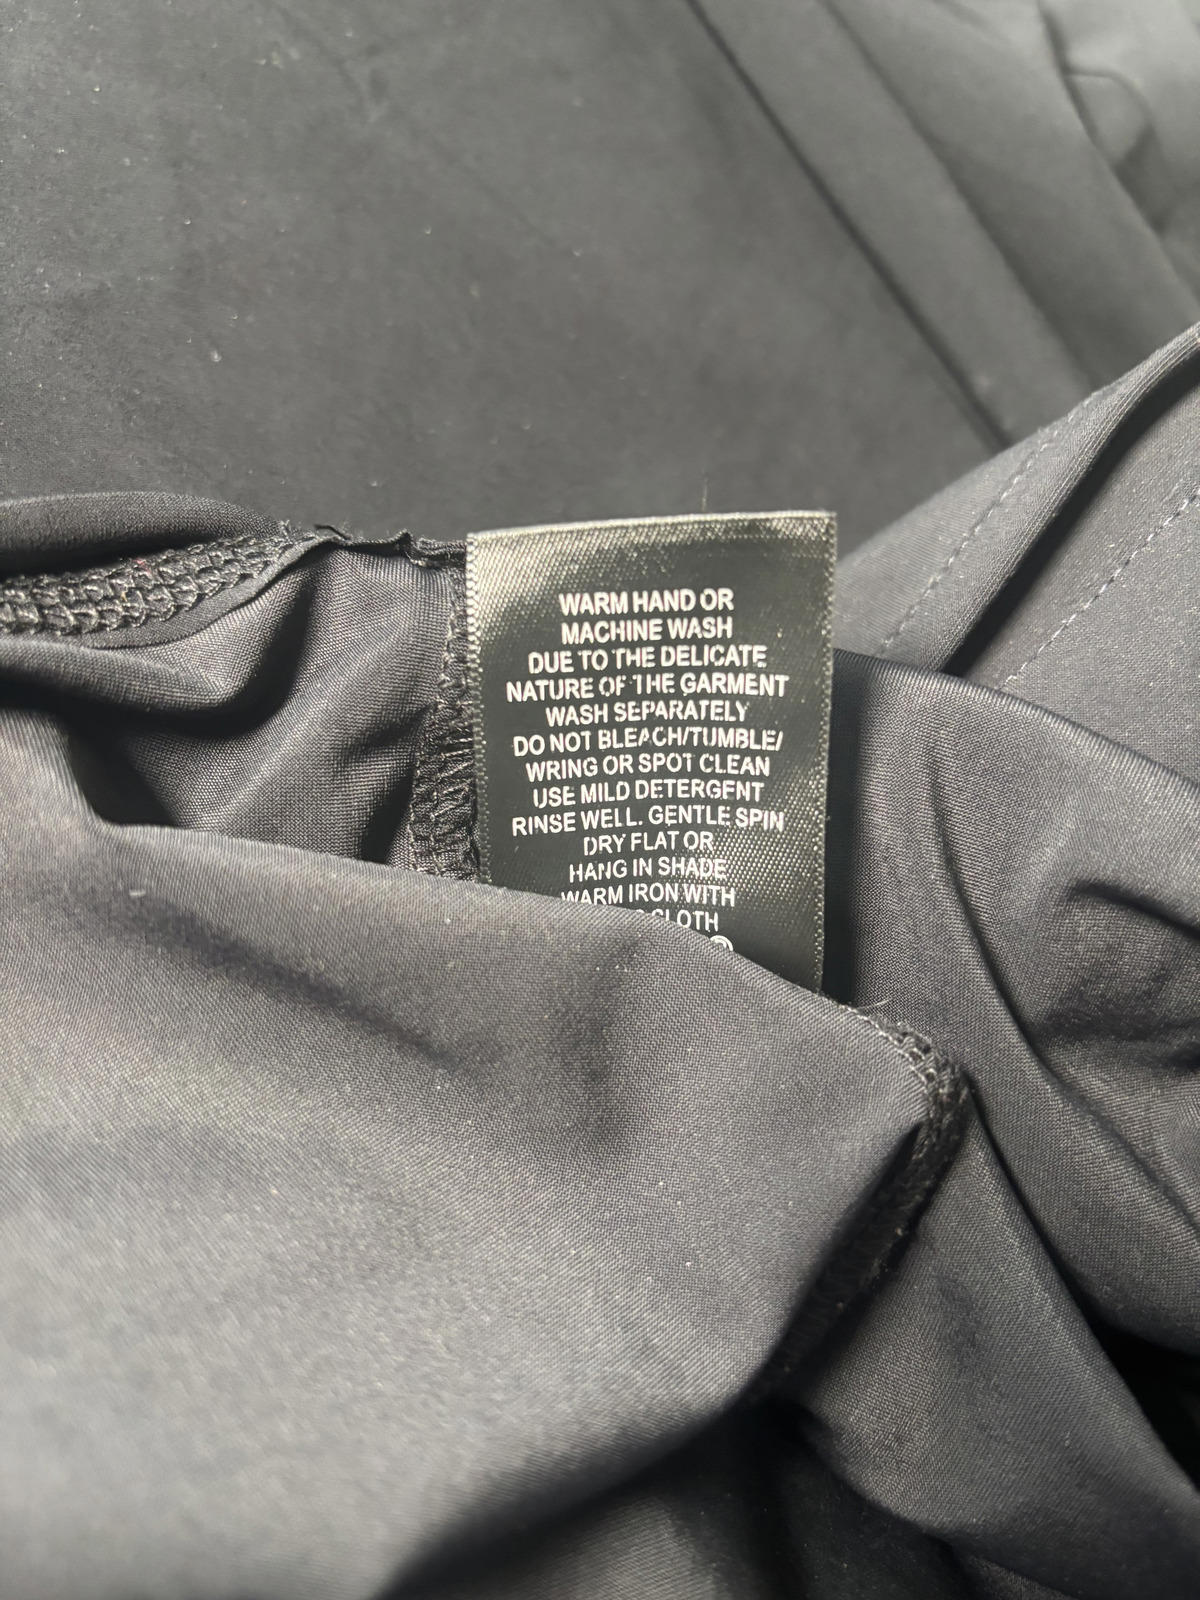 WARM HAND OR
MACHINE WASH
DUE TO THE DELICATE
NATURE OF THE GARMENT
WASH SEPARATELY
DO NOT BLEACH/TUMBLE/
WRING OR SPOT CLEAN
USE MILD DETERGENT
RINSE WELL. GENTLE SPIN
DRY FLAT OR
HANG IN SHADE
WARM IRON WITH
CLOTH